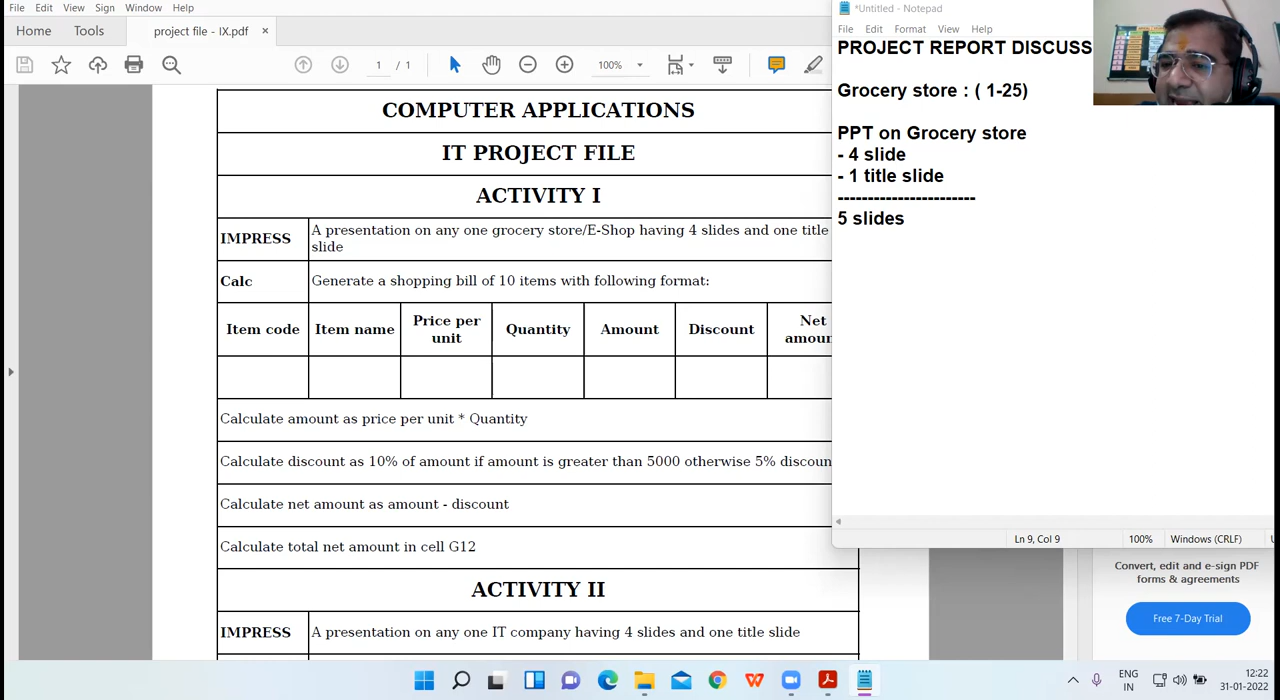 File Edit View Sign Window Help
Home Tools project file - IX.pdf ×
1 / 1 100%
COMPUTER APPLICATIONS
IT PROJECT FILE
ACTIVITY I
IMPRESS A presentation on any one grocery store/E-Shop having 4 slides and one title
slide
Calc Generate a shopping bill of 10 items with following format:
Item code Item name Price per unit Quantity Amount Discount Net
Calculate amount as price per unit * Quantity
Calculate discount as 10% of amount if amount is greater than 5000 otherwise 5%
Calculate net amount as amount - discount
Calculate total net amount in cell G12
ACTIVITY II
IMPRESS A presentation on any one IT company having 4 slides and one title slide
*Untitled - Notepad
File Edit Format View Help
PROJECT REPORT DISCUSS
Grocery store : ( 1-25)
PPT on Grocery store
- 4 slide
- 1 title slide
-----------------------
5 slides
Ln 9, Col 9 100% Windows (CRLF)
Convert, edit and e-sign PDF
forms & agreements
Free 7-Day Trial
ENG
IN
12:22
31-01-2022